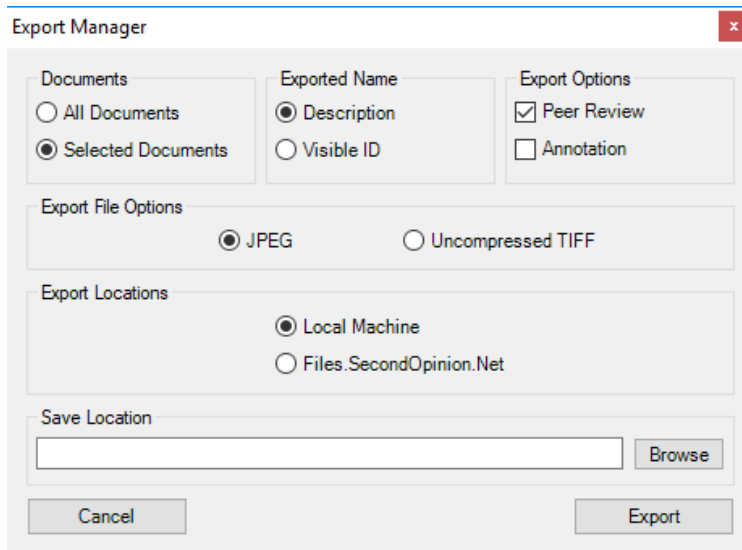 Export Manager
x
Documents
All Documents
Selected Documents
Exported Name
Description
Visible ID
Export Options
Peer Review
Annotation
Export File Options
JPEG
Uncompressed TIFF
Export Locations
Local Machine
Files.SecondOpinion.Net
Save Location
Browse
Cancel
Export